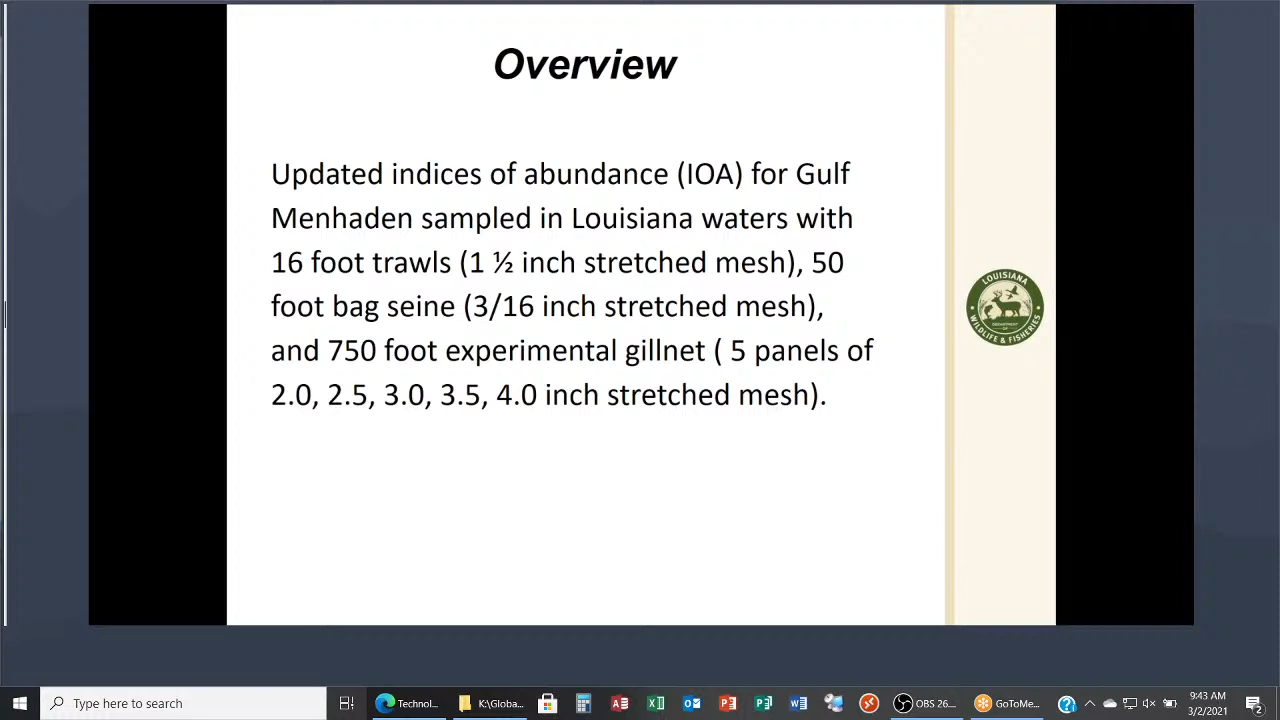 Overview
Updated indices of abundance (IOA) for Gulf
Menhaden sampled in Louisiana waters with
16 foot trawls (1 ½ inch stretched mesh), 50
foot bag seine (3/16 inch stretched mesh),
and 750 foot experimental gillnet ( 5 panels of
2.0, 2.5, 3.0, 3.5, 4.0 inch stretched mesh).
LOUISIANA
DEPARTMENT
OF
WILDLIFE & FISHERIES
Type here to search
Technol...
K:\Globa...
OBS 26....
GoToMe...
9:43 AM
3/2/2021
2